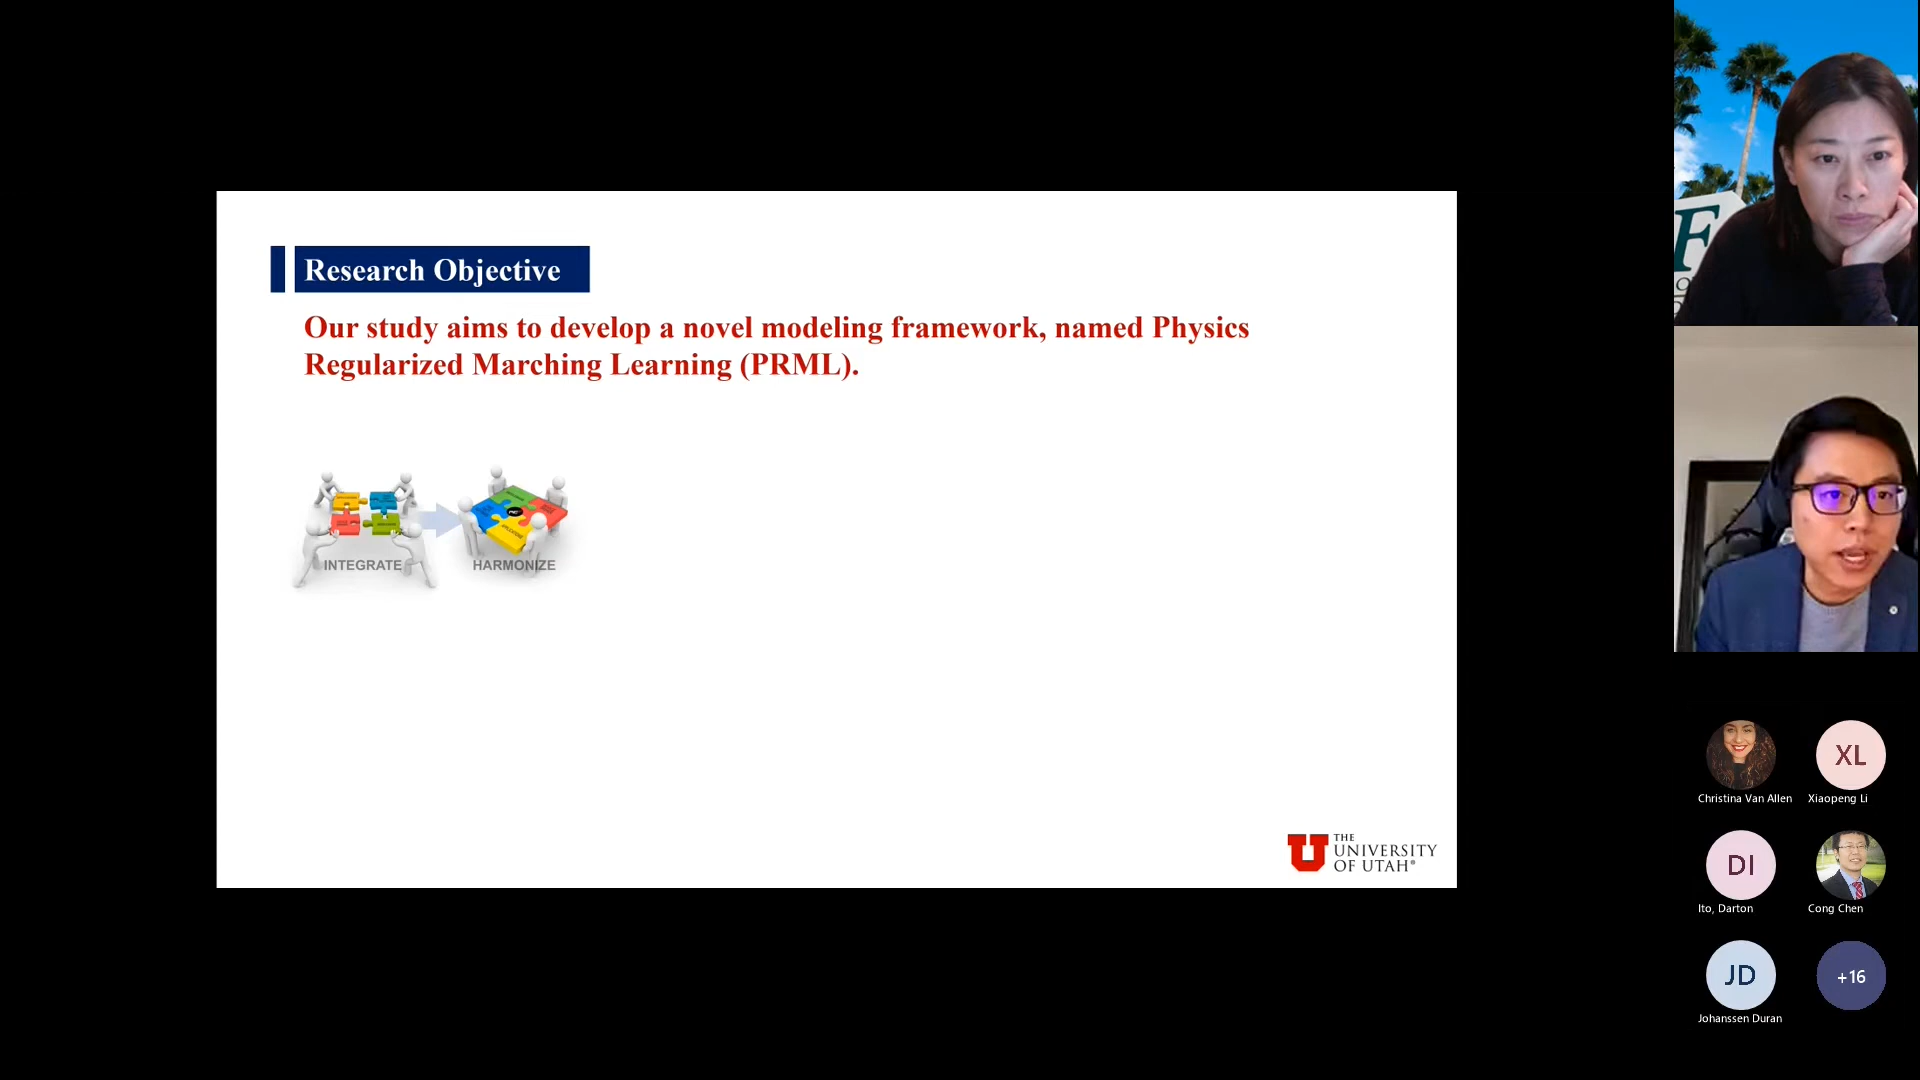 Research Objective
Our study aims to develop a novel modeling framework, named Physics
Regularized Marching Learning (PRML).
INTEGRATE
HARMONIZE
THE
UNIVERSITY
OF UTAH®
F
XL
Christina Van Allen
Xiaopeng Li
DI
Ito, Darton
Cong Chen
JD
+16
Johanssen Duran